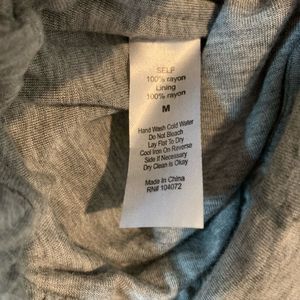 SELF
100% rayon
Lining
100% rayon
M
Hand Wash Cold Water
Do Not Bleach
Lay Flat To Dry
Cool Iron On Reverse
Side if Necessary
Dry Clean is Okay
Made In China
RN# 104072